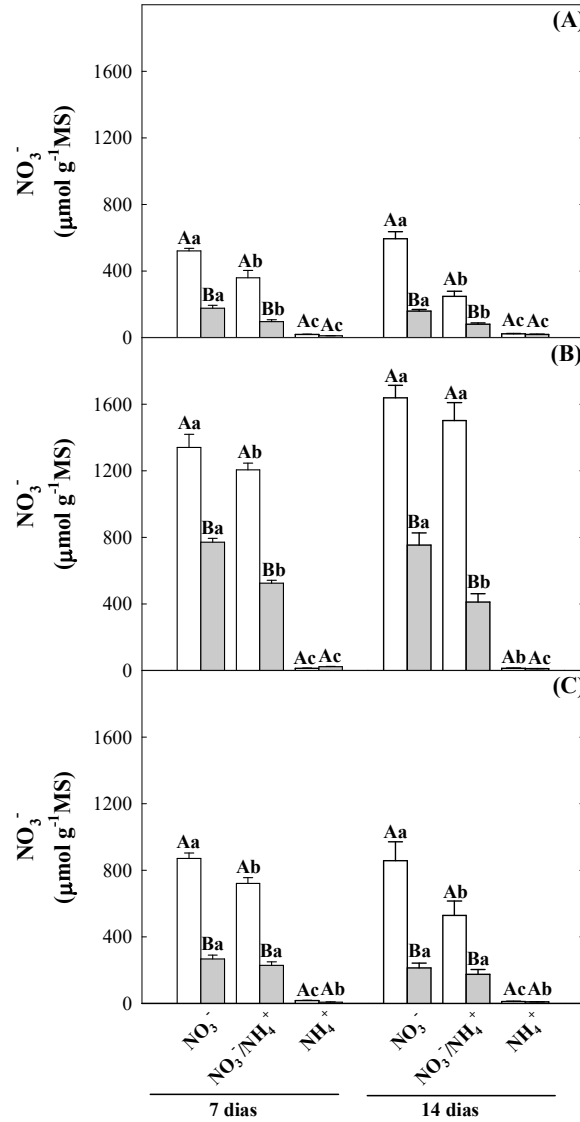 (A)
1600
1200
800
400
0
NO₃⁻
(µmol g⁻¹MS)
Aa Ba Ab Bb Ac Ac Aa Ba Ab Bb Ac Ac
(B)
1600
1200
800
400
0
NO₃⁻
(µmol g⁻¹MS)
Aa Ba Ab Bb Ac Ac Aa Ba Aa Bb Ab Ac
(C)
1600
1200
800
400
0
NO₃⁻
(µmol g⁻¹MS)
Aa Ba Ab Ba Ac Ab Aa Ba Ab Ba Ac Ab
NO₃⁻ NO₃⁻/NH₄⁺ NH₄⁺ NO₃⁻ NO₃⁻/NH₄⁺ NH₄⁺
7 dias 14 dias